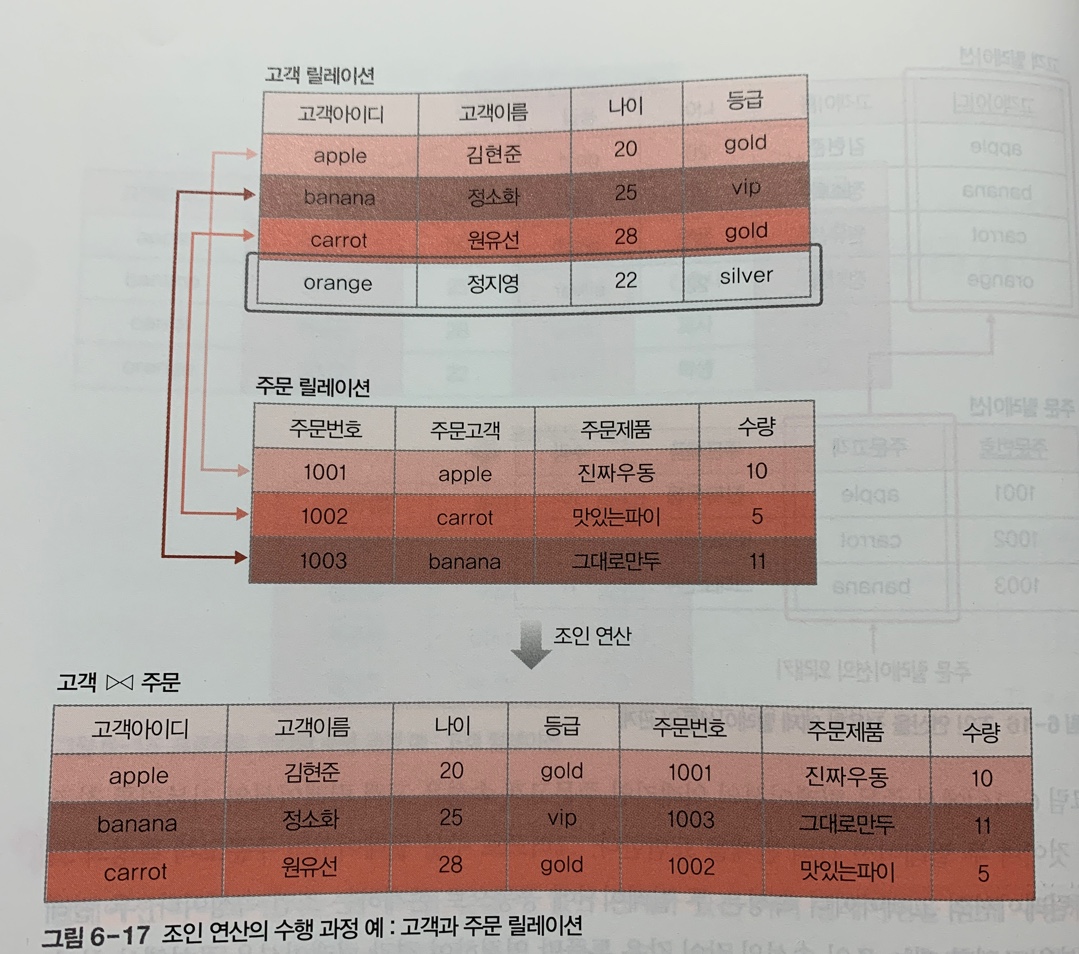 고객 릴레이션
고객아이디 고객이름 나이 등급
apple 김현준 20 gold
banana 정소화 25 vip
carrot 원유선 28 gold
orange 정지영 22 silver
주문 릴레이션
주문번호 주문고객 주문제품 수량
1001 apple 진짜우동 10
1002 carrot 맛있는파이 5
1003 banana 그대로만두 11
조인 연산
고객 ⋈ 주문
고객아이디 고객이름 나이 등급 주문번호 주문제품 수량
apple 김현준 20 gold 1001 진짜우동 10
banana 정소화 25 vip 1003 그대로만두 11
carrot 원유선 28 gold 1002 맛있는파이 5
그림 6-17 조인 연산의 수행 과정 예 : 고객과 주문 릴레이션